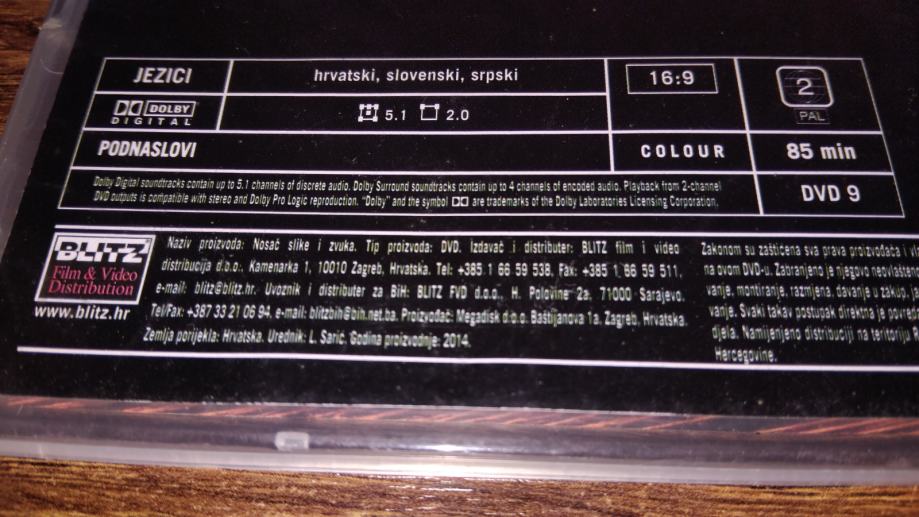 JEZICI
hrvatski, slovenski, srpski
16:9
2
PAL
DOLBY
DIGITAL
5.1 2.0
PODNASLOVI
COLOUR
85 min
Dolby Digital soundtracks contain up to 5.1 channels of discrete audio. Dolby Surround soundtracks contain up to 4 channels of encoded audio. Playback from 2-channel
DVD outputs is compatible with stereo and Dolby Pro Logic reproduction. "Dolby" and the symbol are trademarks of the Dolby Laboratories Licensing Corporation.
DVD 9
BLITZ
Film & Video
Distribution
www.blitz.hr
Naziv proizvoda: Nosač slike i zvuka. Tip proizvoda: DVD. Izdavač i distributer: BLITZ film i video
distribucija d.o.o., Kamenarka 1, 10010 Zagreb, Hrvatska. Tel: +385 1 66 59 538, Fax: +385 1 66 59 511,
e-mail: blitz@blitz.hr. Uvoznik i distributer za BiH: BLITZ FVD d.o.o., H. Polovine 2a, 71000 Sarajevo.
Tel/Fax: +387 33 21 06 94, e-mail: blitzbih@bih.net.ba. Proizvođač: Megadisk d.o.o. Baštijanova 1a, Zagreb, Hrvatska.
Zemlja porijekla: Hrvatska. Urednik: L. Sarić. Godina proizvodnje: 2014.
Zakonom su zaštićena sva prava proizvođača i
na ovom DVD-u. Zabranjeno je njegovo
vanje, montiranje, razmjena, davanje u zakup,
vanje. Svaki takav postupak direktna je
djela. Namijenjeno distribuciji na teritoriju
Hercegovine.